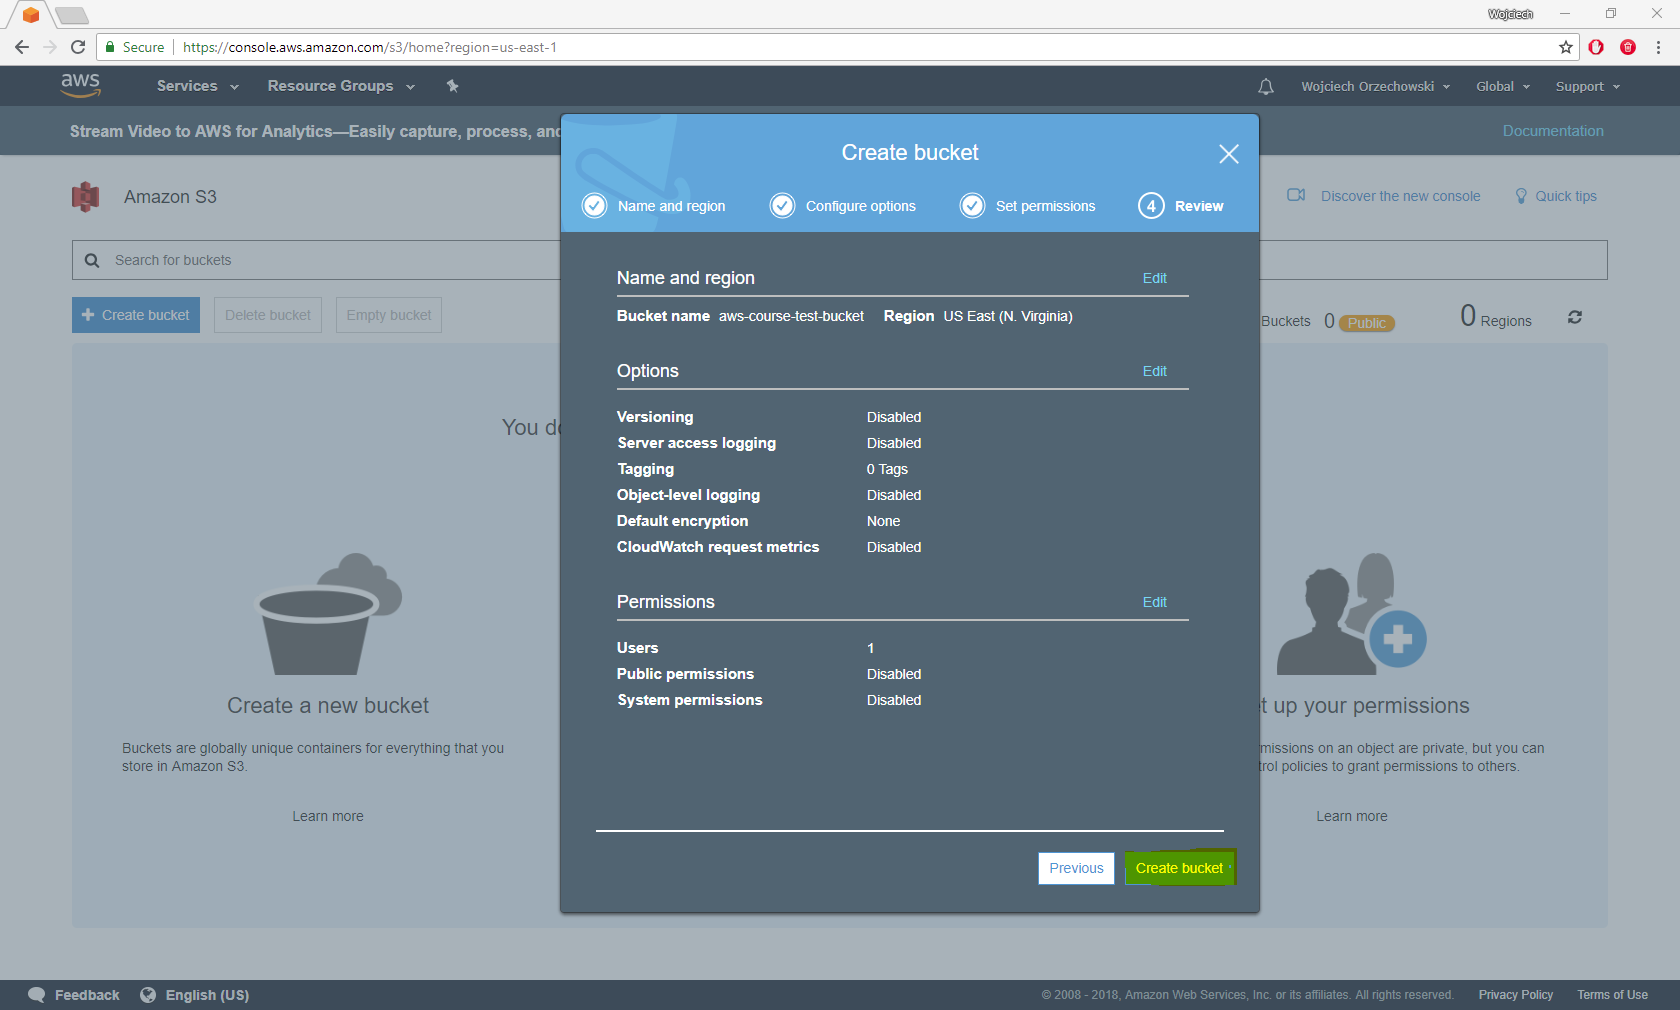 Wojciech
Secure https://console.aws.amazon.com/s3/home?region=us-east-1
aws Services Resource Groups Wojciech Orzechowski Global Support
Stream Video to AWS for Analytics—Easily capture, process, and Documentation
Create bucket
Amazon S3 Discover the new console Quick tips
Name and region Configure options Set permissions 4 Review
Search for buckets
Create bucket Delete bucket Empty bucket Buckets 0 Public 0 Regions
Name and region Edit
Bucket name aws-course-test-bucket Region US East (N. Virginia)
Options Edit
Versioning Disabled
Server access logging Disabled
Tagging 0 Tags
Object-level logging Disabled
Default encryption None
CloudWatch request metrics Disabled
Permissions Edit
Users 1
Public permissions Disabled
System permissions Disabled
Previous Create bucket
You do
Create a new bucket
Buckets are globally unique containers for everything that you
store in Amazon S3.
Learn more
t up your permissions
missions on an object are private, but you can
trol policies to grant permissions to others.
Learn more
Feedback English (US) © 2008 - 2018, Amazon Web Services, Inc. or its affiliates. All rights reserved. Privacy Policy Terms of Use